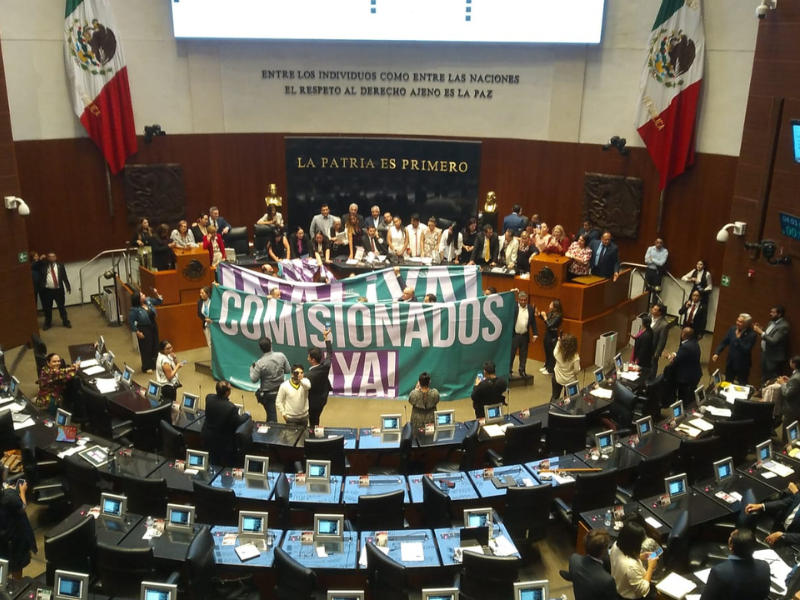 ENTRE LOS INDIVIDUOS COMO ENTRE LAS NACIONES
EL RESPETO AL DERECHO AJENO ES LA PAZ
LA PATRIA ES PRIMERO
COMISIONADOS
¡YA!